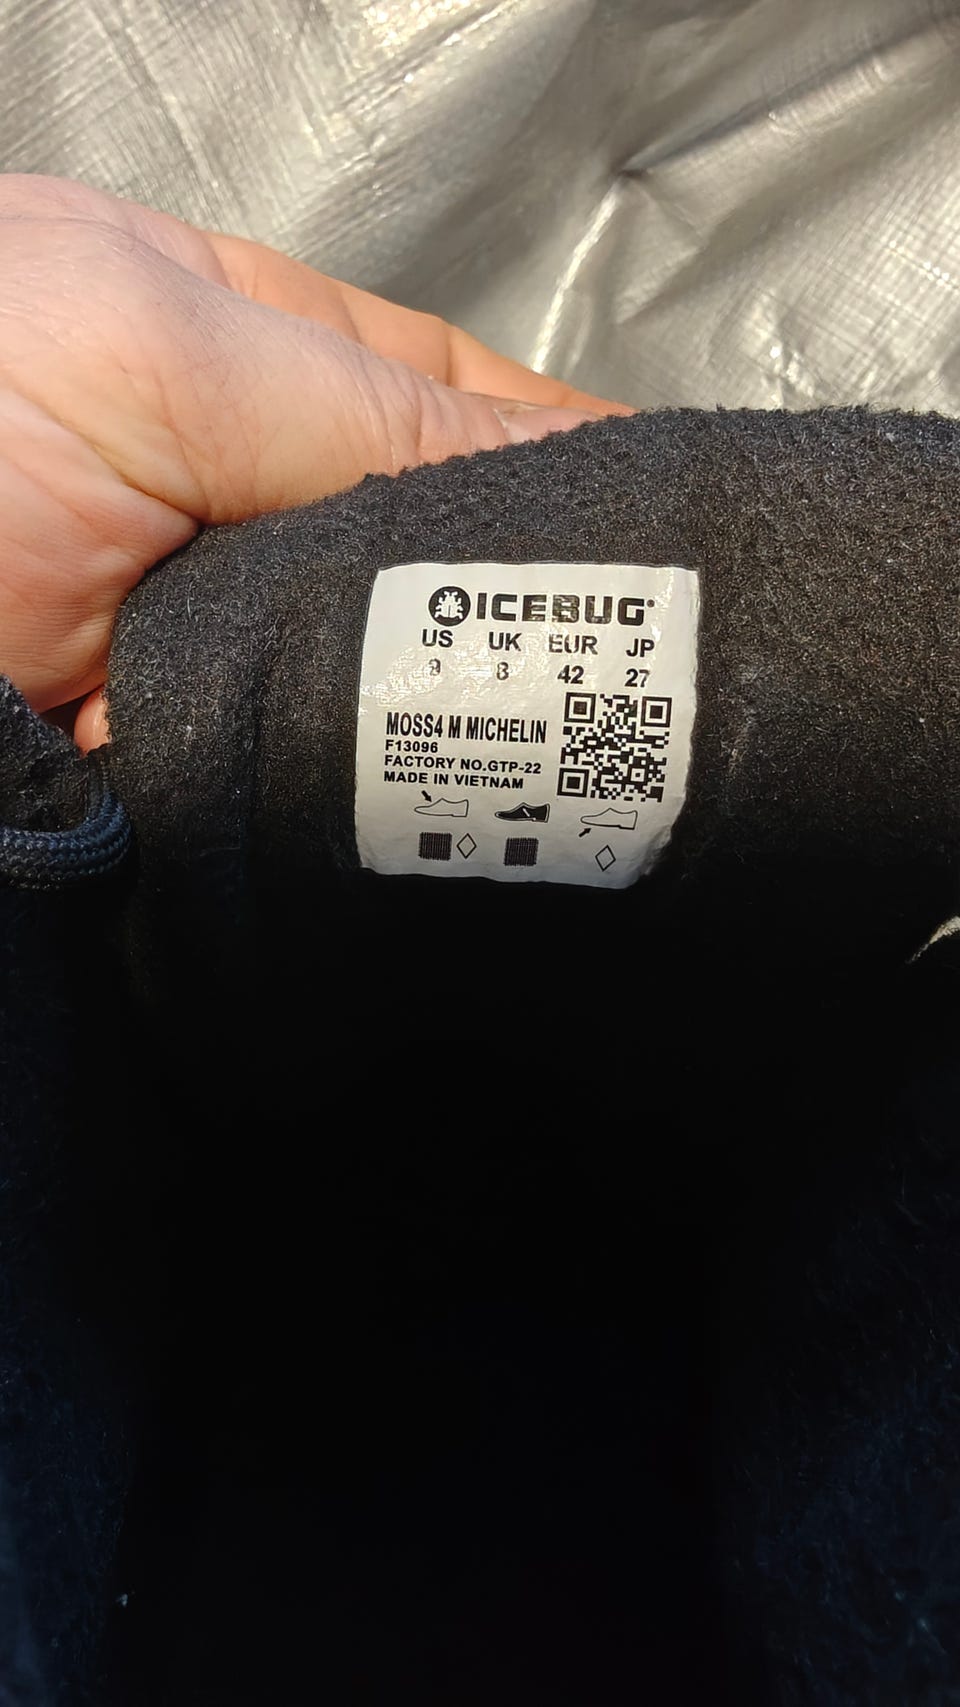 ICEBUG
US UK EUR JP
9 8 42 27
MOSS4 M MICHELIN
F13096
FACTORY NO.GTP-22
MADE IN VIETNAM